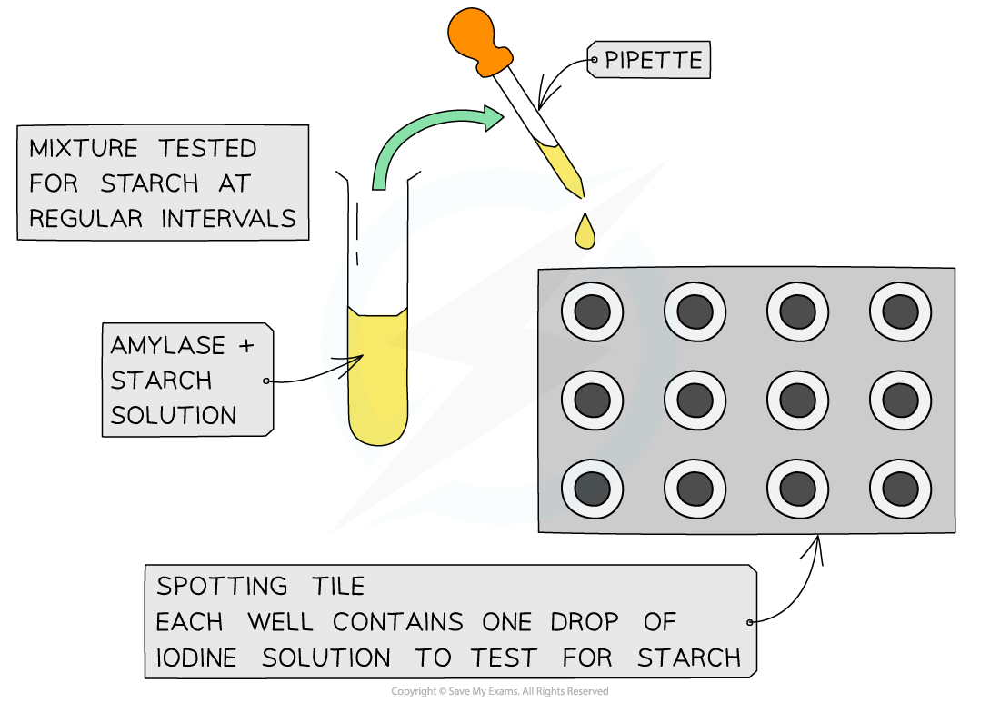 PIPETTE
MIXTURE TESTED
FOR STARCH AT
REGULAR INTERVALS
AMYLASE +
STARCH
SOLUTION
SPOTTING TILE
EACH WELL CONTAINS ONE DROP OF
IODINE SOLUTION TO TEST FOR STARCH
Copyright © Save My Exams. All Rights Reserved